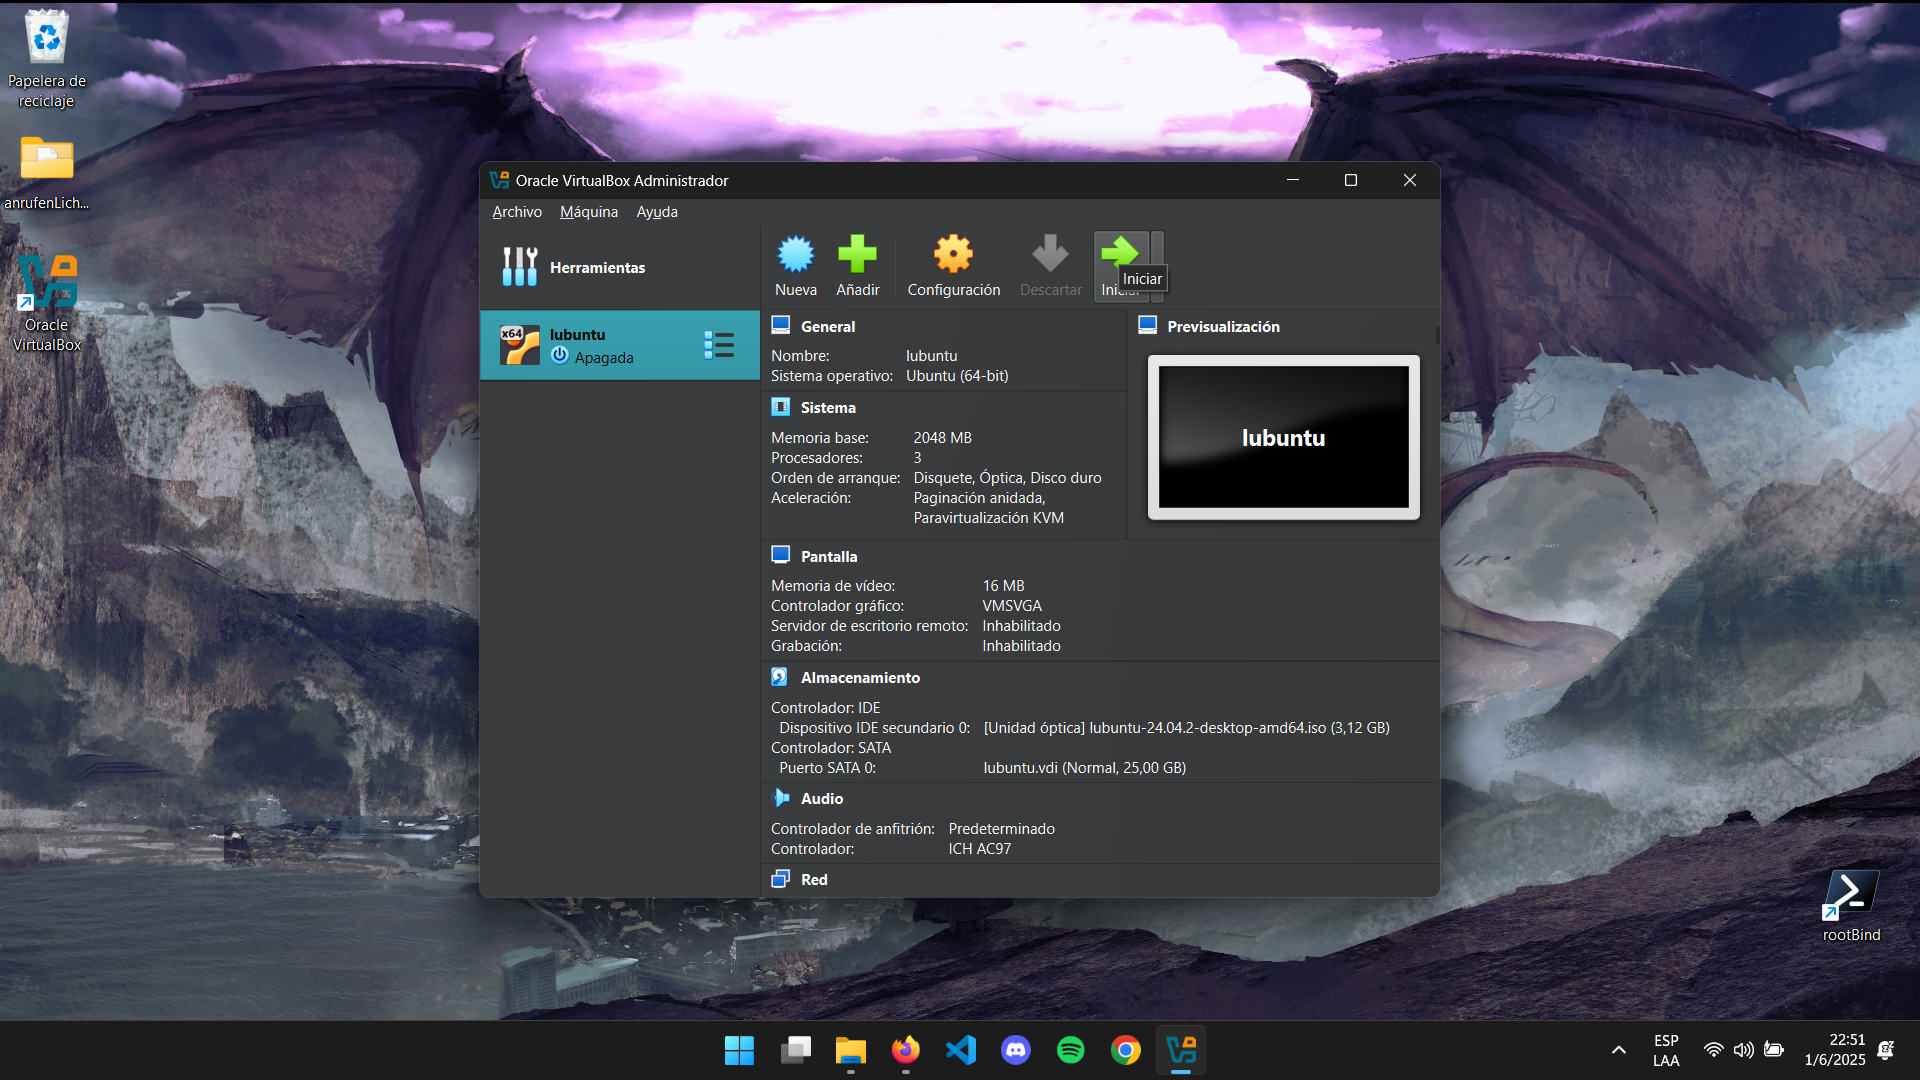 Papelera de
reciclaje
anrufenLich...
Oracle
VirtualBox
Oracle VirtualBox Administrador
Archivo Máquina Ayuda
Herramientas
Nueva Añadir Configuración Descartar Iniciar
Iniciar
x64
lubuntu
Apagada
General
Nombre: lubuntu
Sistema operativo: Ubuntu (64-bit)
Previsualización
lubuntu
Sistema
Memoria base: 2048 MB
Procesadores: 3
Orden de arranque: Disquete, Óptica, Disco duro
Aceleración: Paginación anidada,
Paravirtualización KVM
Pantalla
Memoria de vídeo: 16 MB
Controlador gráfico: VMSVGA
Servidor de escritorio remoto: Inhabilitado
Grabación: Inhabilitado
Almacenamiento
Controlador: IDE
Dispositivo IDE secundario 0: [Unidad óptica] lubuntu-24.04.2-desktop-amd64.iso (3,12 GB)
Controlador: SATA
Puerto SATA 0: lubuntu.vdi (Normal, 25,00 GB)
Audio
Controlador de anfitrión: Predeterminado
Controlador: ICH AC97
Red
rootBind
ESP
LAA
22:51
1/6/2025